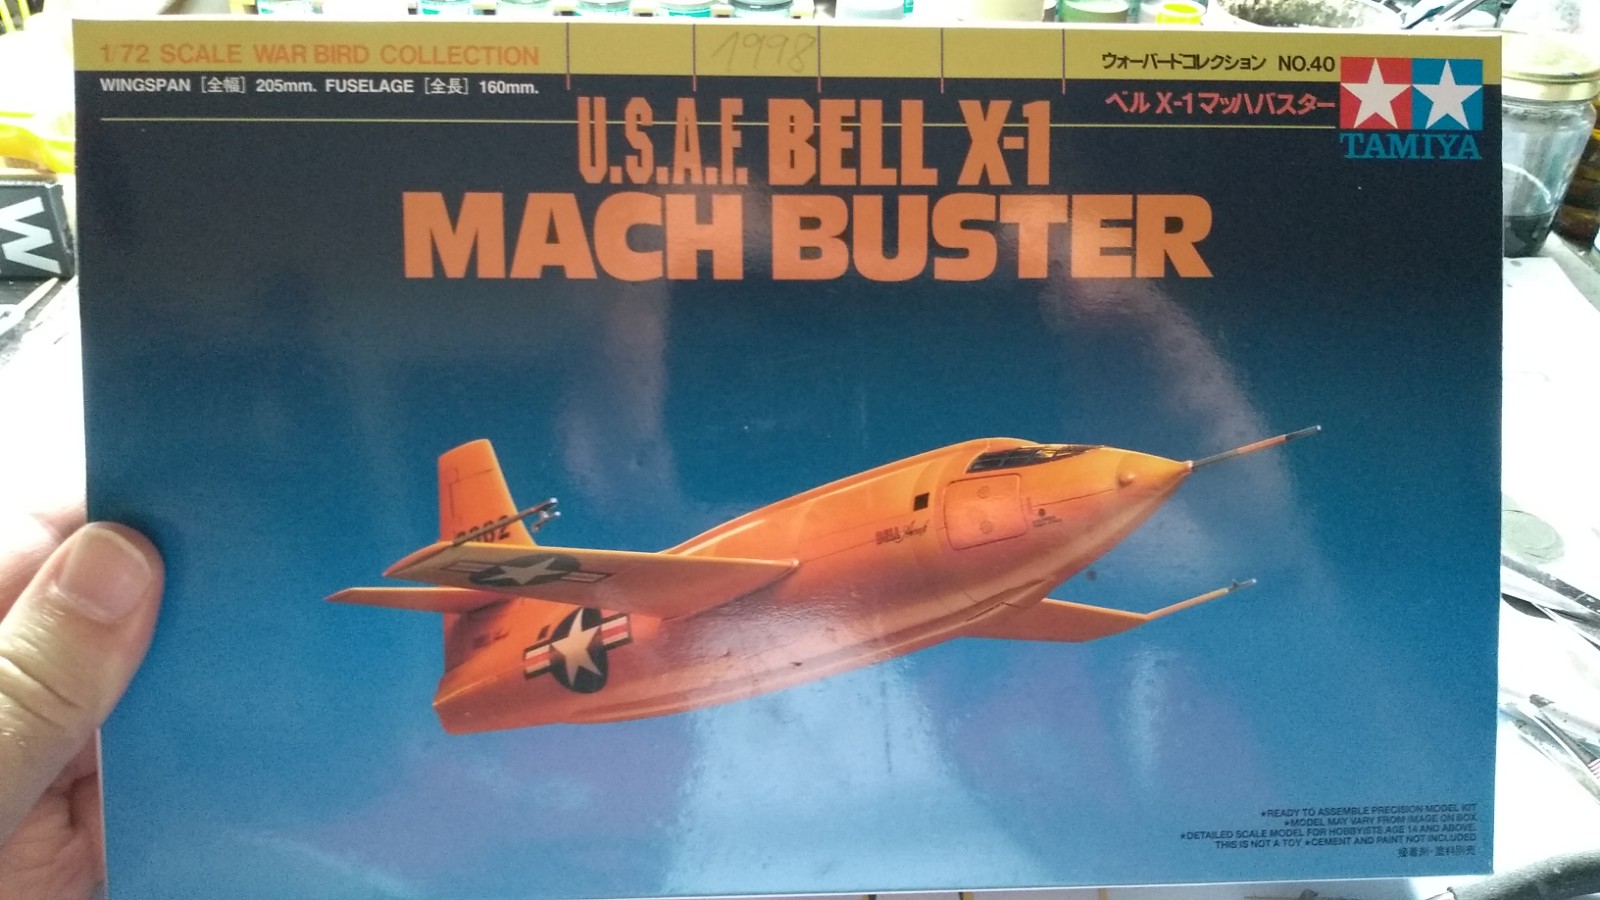 1/72 SCALE WAR BIRD COLLECTION
1998
ウォーバードコレクション NO.40
WINGSPAN [全幅] 205mm. FUSELAGE [全長] 160mm.
ベル X-1 マッハバスター
TAMIYA
U.S.A.F. BELL X-1
MACH BUSTER
BELL Aircraft
W
★READY TO ASSEMBLE PRECISION MODEL KIT
★MODEL MAY VARY FROM IMAGE ON BOX.
★DETAILED SCALE MODEL FOR HOBBYISTS AGE 14 AND ABOVE.
THIS IS NOT A TOY ★CEMENT AND PAINT NOT INCLUDED
接着剤・塗料別売